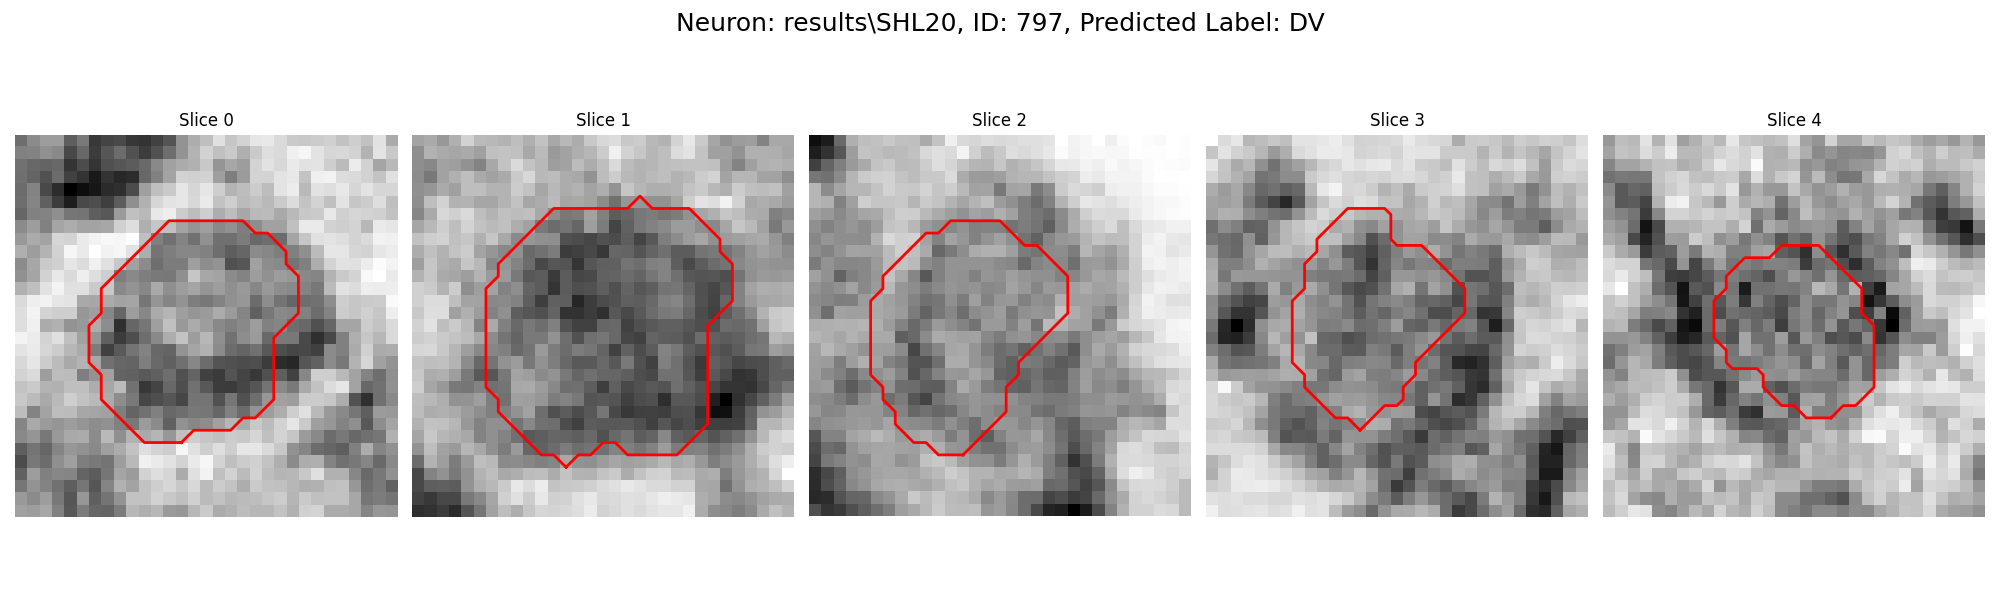 Neuron: results\SHL20, ID: 797, Predicted Label: DV
Slice 0
Slice 1
Slice 2
Slice 3
Slice 4